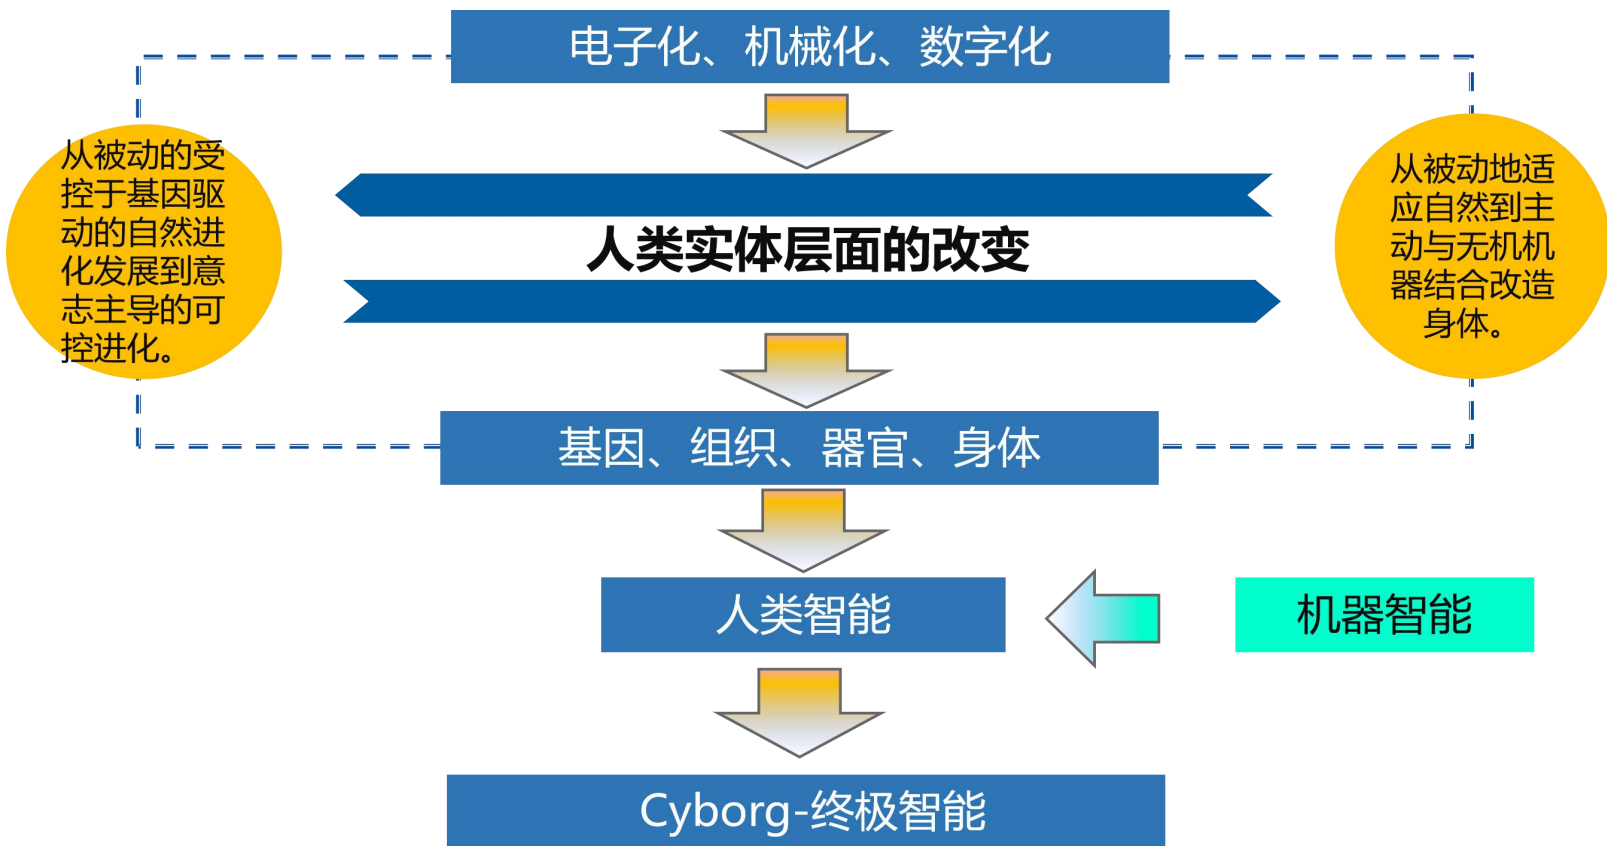 电子化、机械化、数字化
从被动的受
控于基因驱
动的自然进
化发展到意
志主导的可
控进化。
人类实体层面的改变
从被动地适
应自然到主
动与无机机
器结合改造
身体。
基因、组织、器官、身体
人类智能
机器智能
Cyborg-终极智能